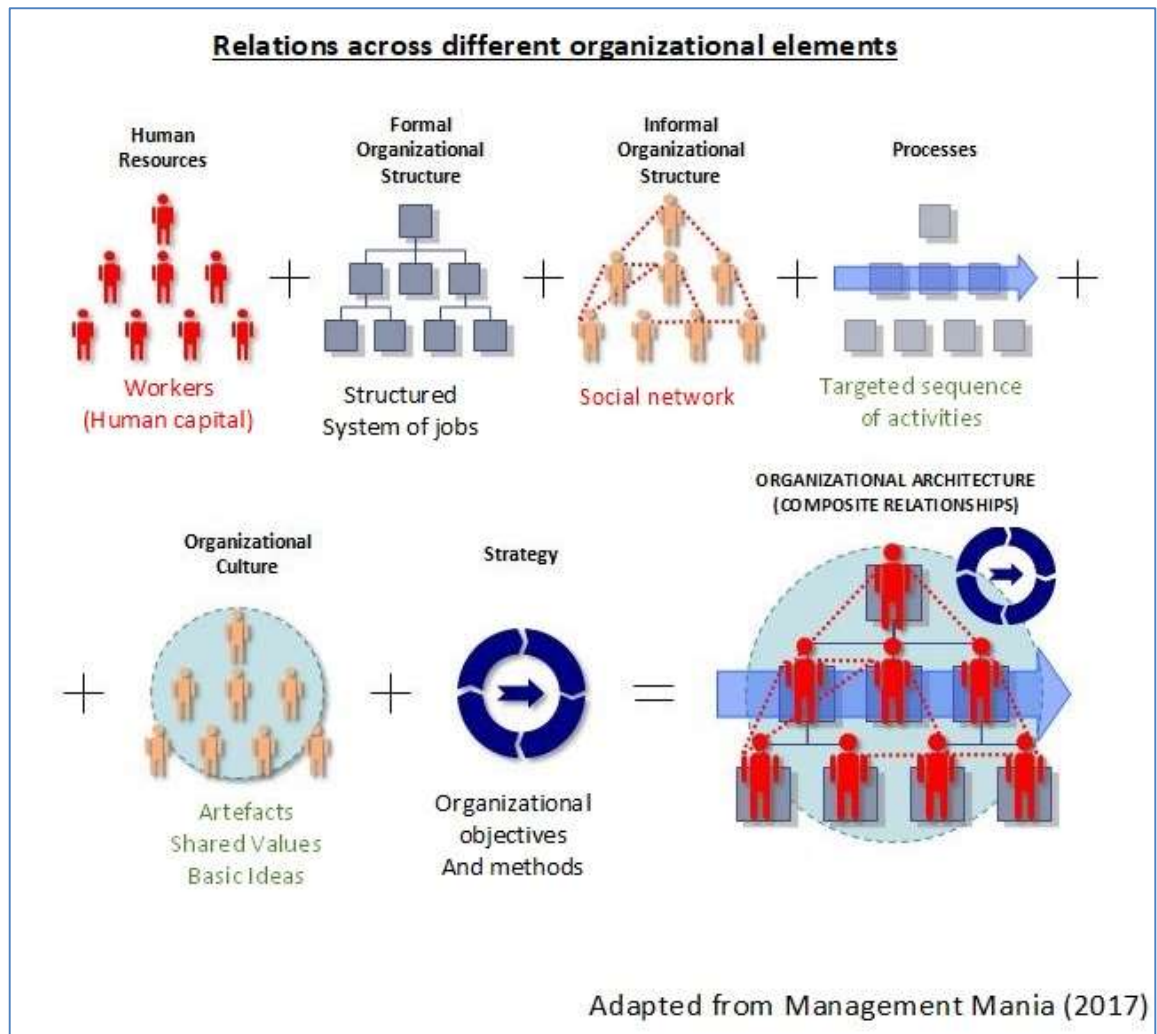 Relations across different organizational elements
Human
Resources
Formal
Organizational
Structure
Informal
Organizational
Structure
Processes
Workers
(Human capital)
Structured
System of jobs
Social network
Targeted sequence
of activities
Organizational
Culture
Strategy
ORGANIZATIONAL ARCHITECTURE
(COMPOSITE RELATIONSHIPS)
Artefacts
Shared Values
Basic Ideas
Organizational
objectives
And methods
Adapted from Management Mania (2017)